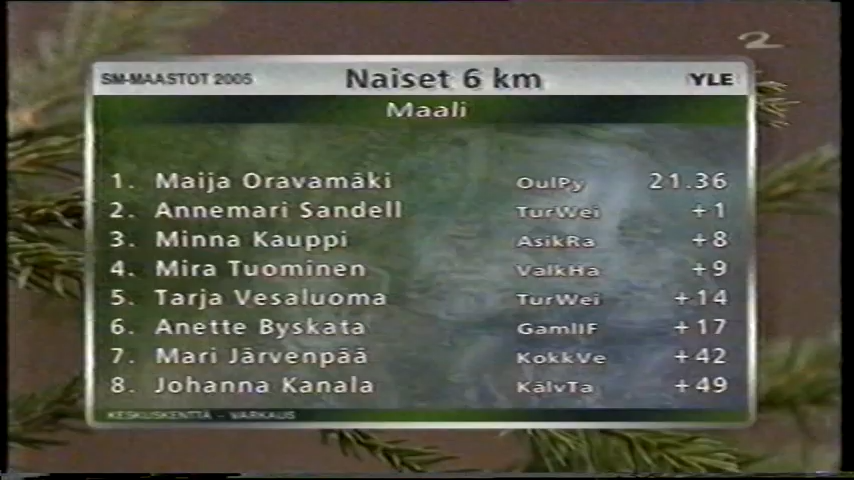 2
SM-MAASTOT 2005 Naiset 6 km YLE
Maali
1. Maija Oravamäki OulPy 21.36
2. Annemari Sandell TurWei +1
3. Minna Kauppi AsikRa +8
4. Mira Tuominen ValkHa +9
5. Tarja Vesaluoma TurWei +14
6. Anette Byskata GamlIF +17
7. Mari Järvenpää KokkVe +42
8. Johanna Kanala KälvTa +49
KESKUSKENTTÄ - VARKAUS